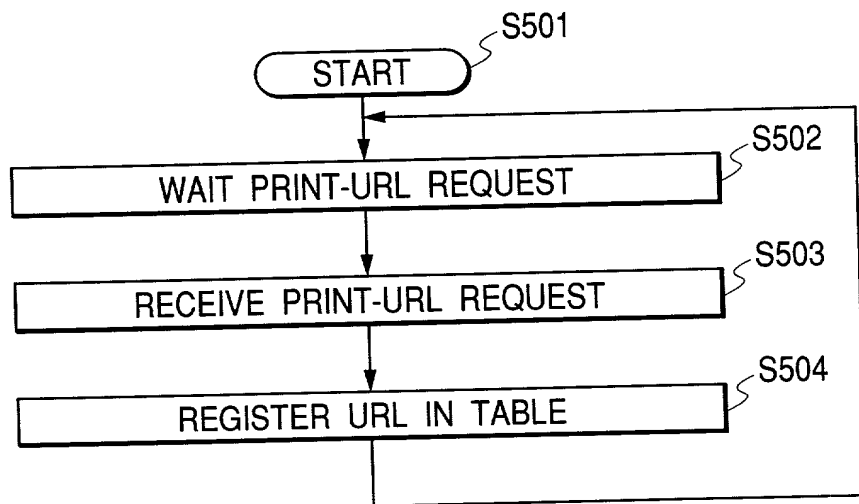 S501
START
S502
WAIT PRINT-URL REQUEST
S503
RECEIVE PRINT-URL REQUEST
S504
REGISTER URL IN TABLE